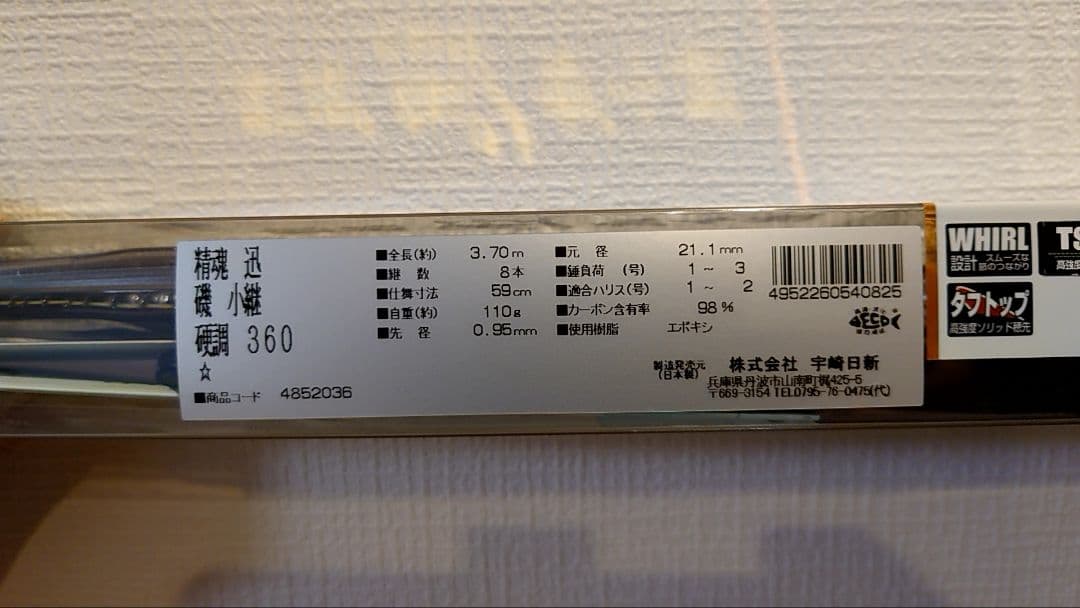 精魂 迅
磯 小継
硬調 360
☆
■商品コード 4852036
■全長(約) 3.70m
■継 数 8本
■仕舞寸法 59cm
■自重(約) 110g
■先 径 0.95mm
■元 径 21.1mm
■錘負荷 (号) 1 ~ 3
■適合ハリス(号) 1 ~ 2
■カーボン含有率 98%
■使用樹脂 エポキシ
4952260540825
製造発売元
(日本製)
株式会社 宇崎日新
兵庫県丹波市山南町梶425-5
〒669-3154 TEL0795-76-0475(代)
WHIRL
設計 スムーズな
節のつながり
TS
高強度
タフトップ
高強度ソリッド穂先